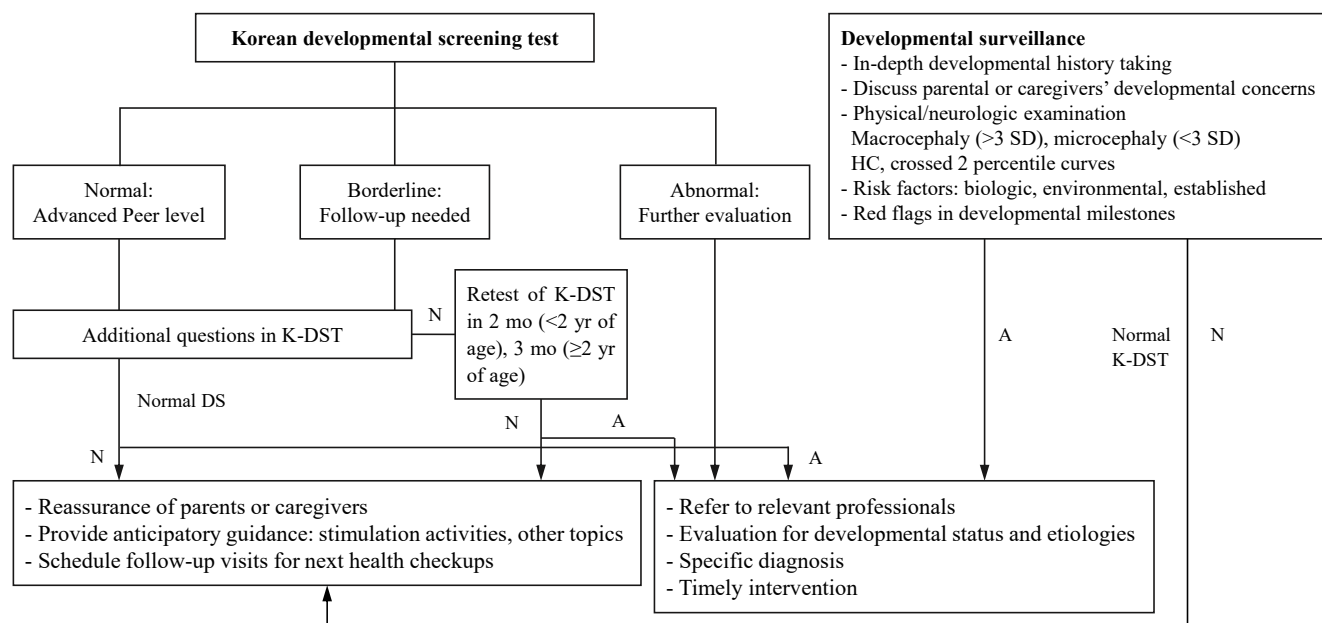 Korean developmental screening test
Developmental surveillance
- In-depth developmental history taking
- Discuss parental or caregivers’ developmental concerns
- Physical/neurologic examination
Macrocephaly (>3 SD), microcephaly (<3 SD)
HC, crossed 2 percentile curves
- Risk factors: biologic, environmental, established
- Red flags in developmental milestones
Normal:
Advanced Peer level
Borderline:
Follow-up needed
Abnormal:
Further evaluation
Additional questions in K-DST
N
Retest of K-DST
in 2 mo (<2 yr of
age), 3 mo (≥2 yr
of age)
A
Normal
K-DST
N
Normal DS
N
A
N
A
- Reassurance of parents or caregivers
- Provide anticipatory guidance: stimulation activities, other topics
- Schedule follow-up visits for next health checkups
- Refer to relevant professionals
- Evaluation for developmental status and etiologies
- Specific diagnosis
- Timely intervention